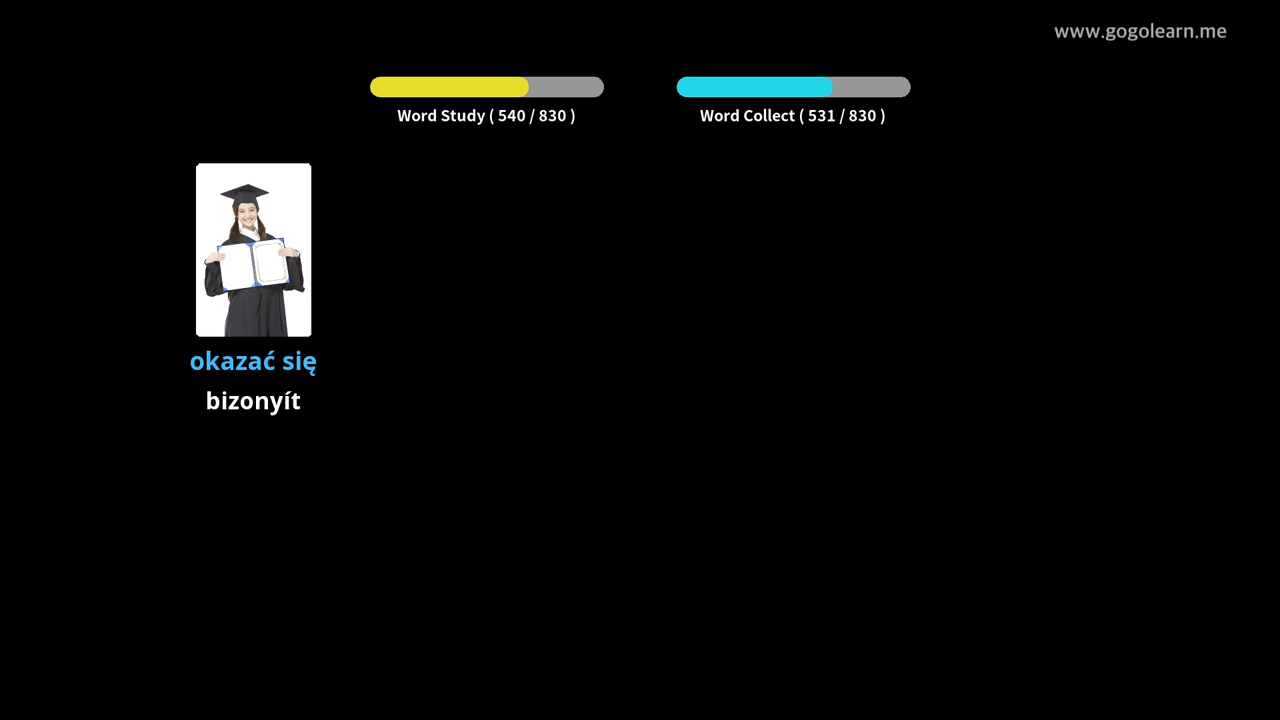 www.gogolearn.me
Word Study ( 540 / 830 )
Word Collect ( 531 / 830 )
okazać się
bizonyít